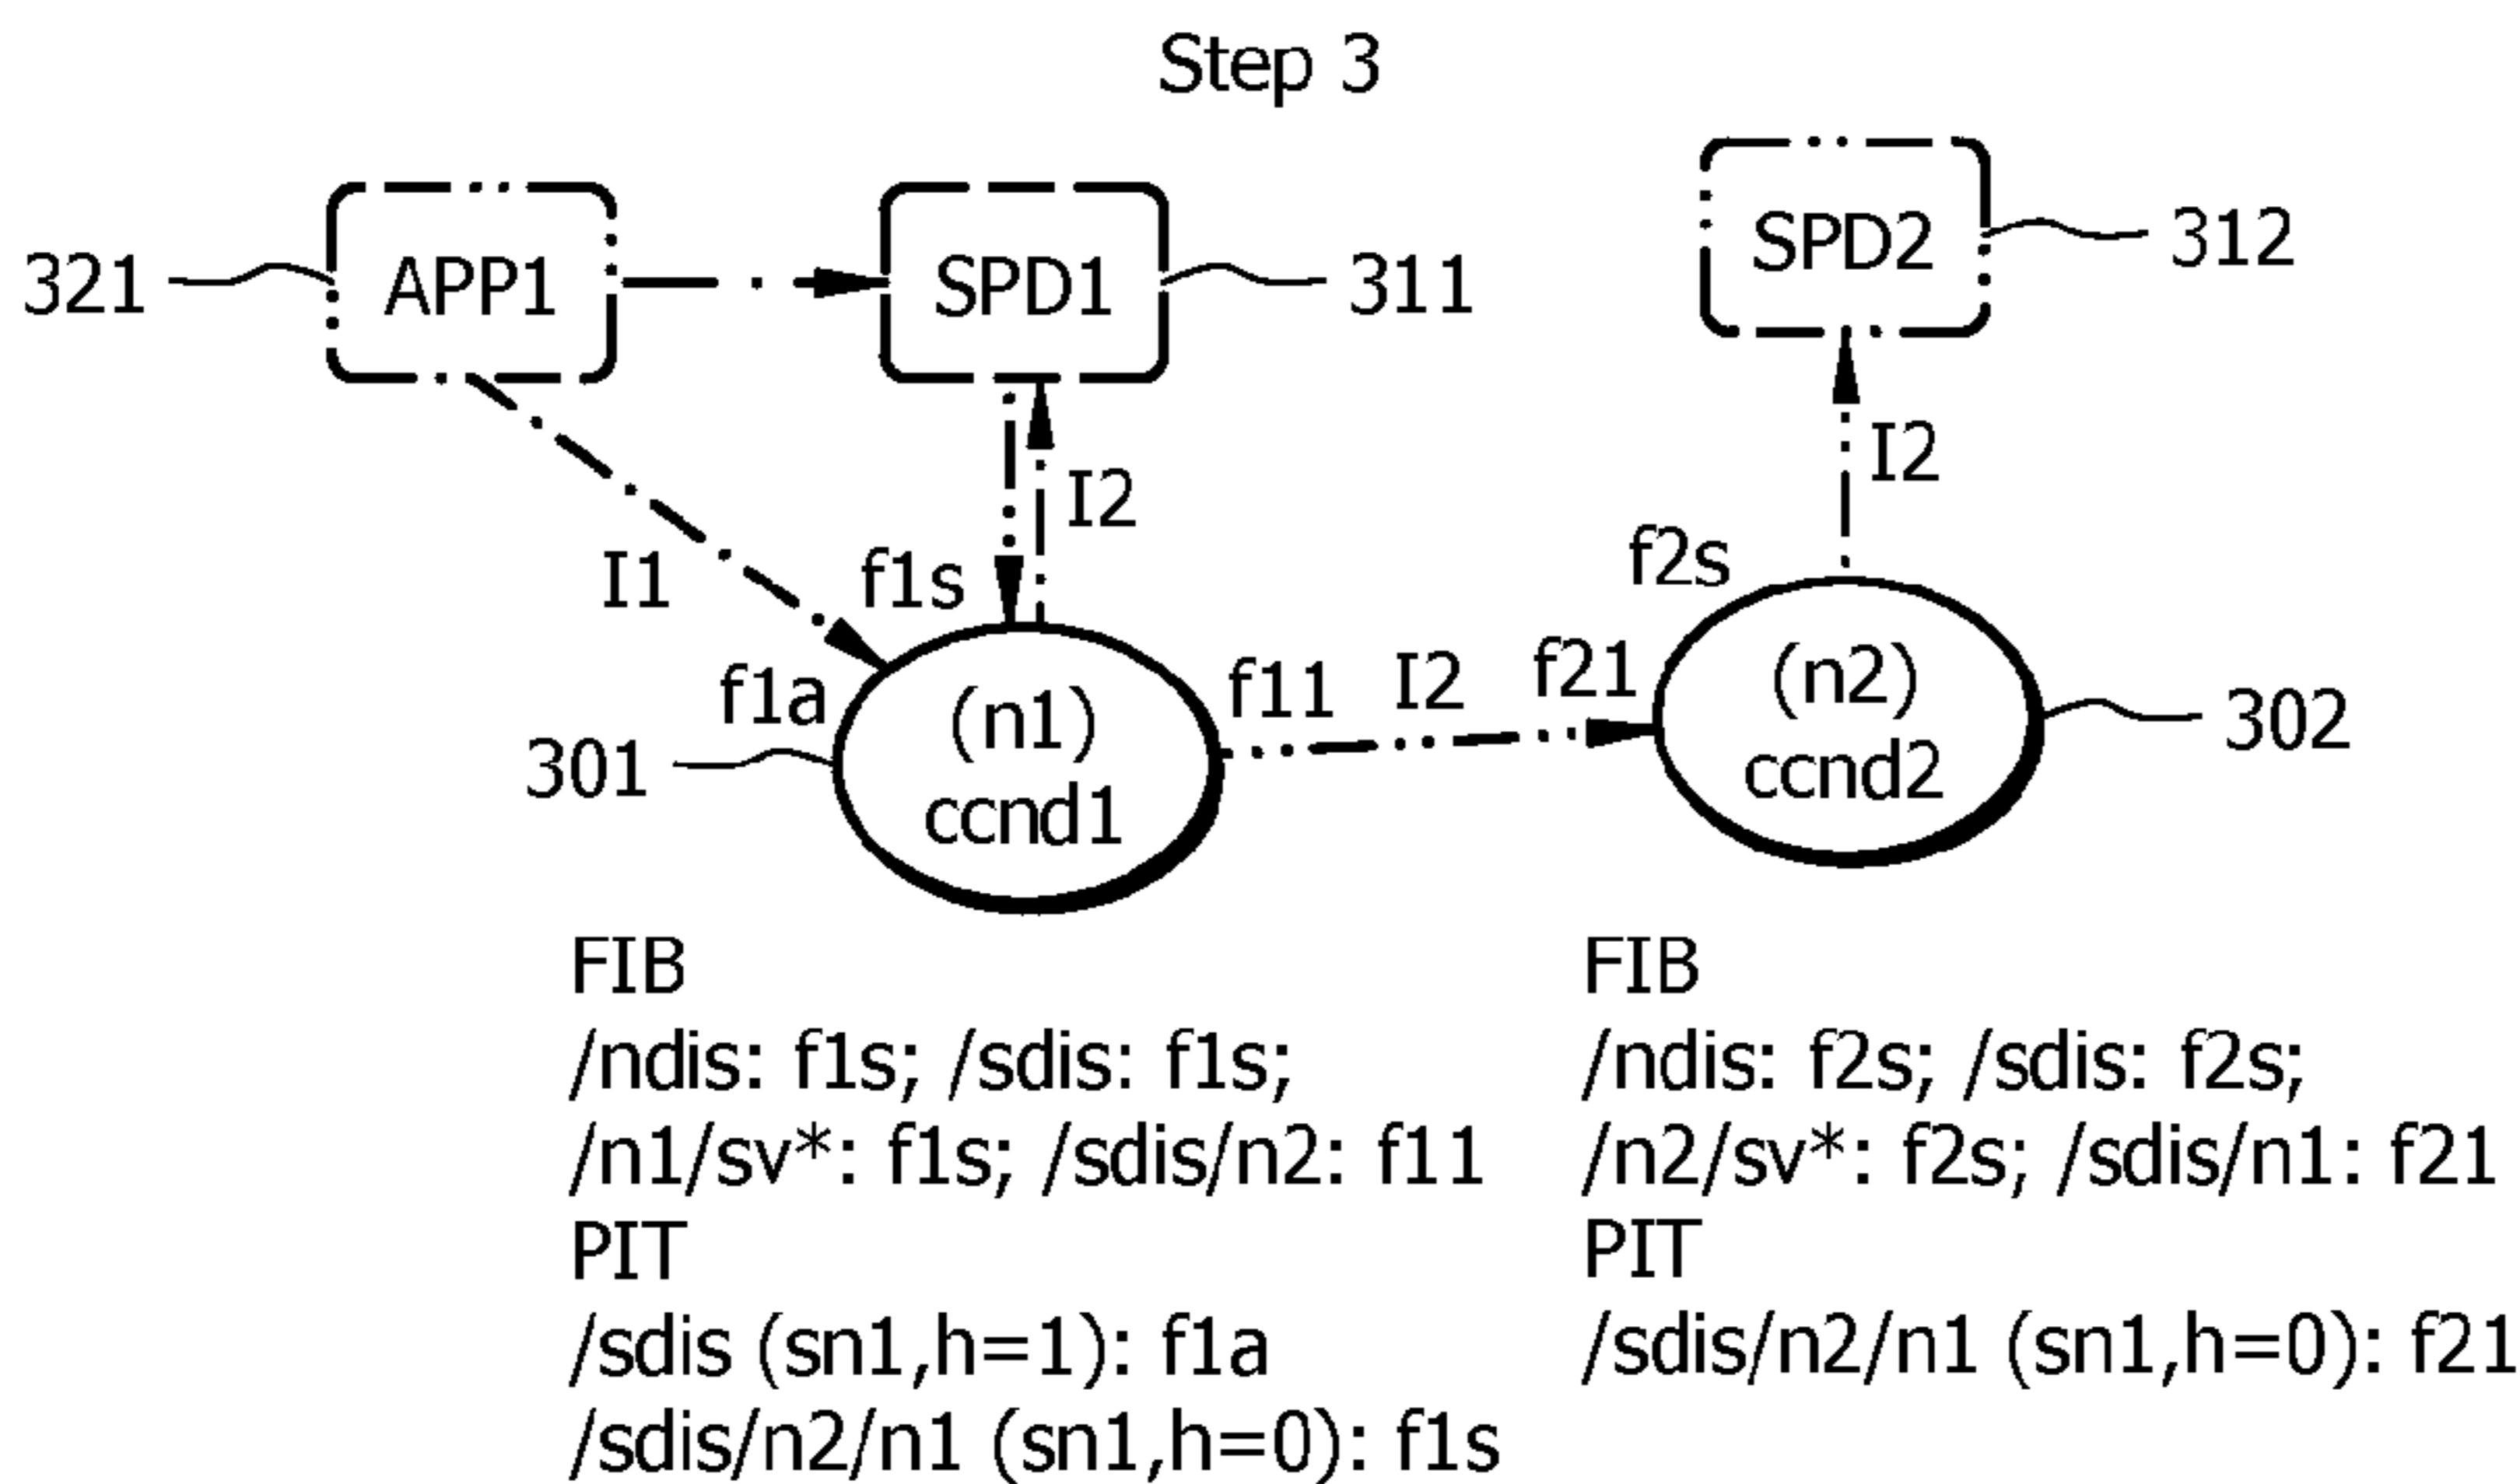 Step 3
321
APP1
SPD1
311
SPD2
312
I1
f1s
I2
f2s
I2
f1a
301
(n1)
ccnd1
f11
I2
f21
(n2)
ccnd2
302
FIB
/ndis: f1s; /sdis: f1s;
/n1/sv*: f1s; /sdis/n2: f11
PIT
/sdis (sn1,h=1): f1a
/sdis/n2/n1 (sn1,h=0): f1s
FIB
/ndis: f2s; /sdis: f2s;
/n2/sv*: f2s; /sdis/n1: f21
PIT
/sdis/n2/n1 (sn1,h=0): f21